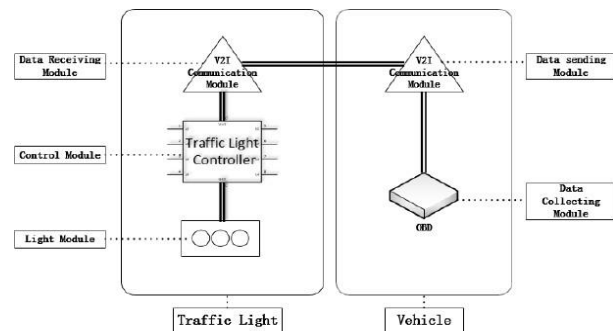 V2I
Communication
Module
V2I
Communication
Module
Data Receiving
Module
Data sending
Module
Traffic Light
Controller
Control Module
Data
Collecting
Module
OBD
Light Module
Traffic Light
Vehicle